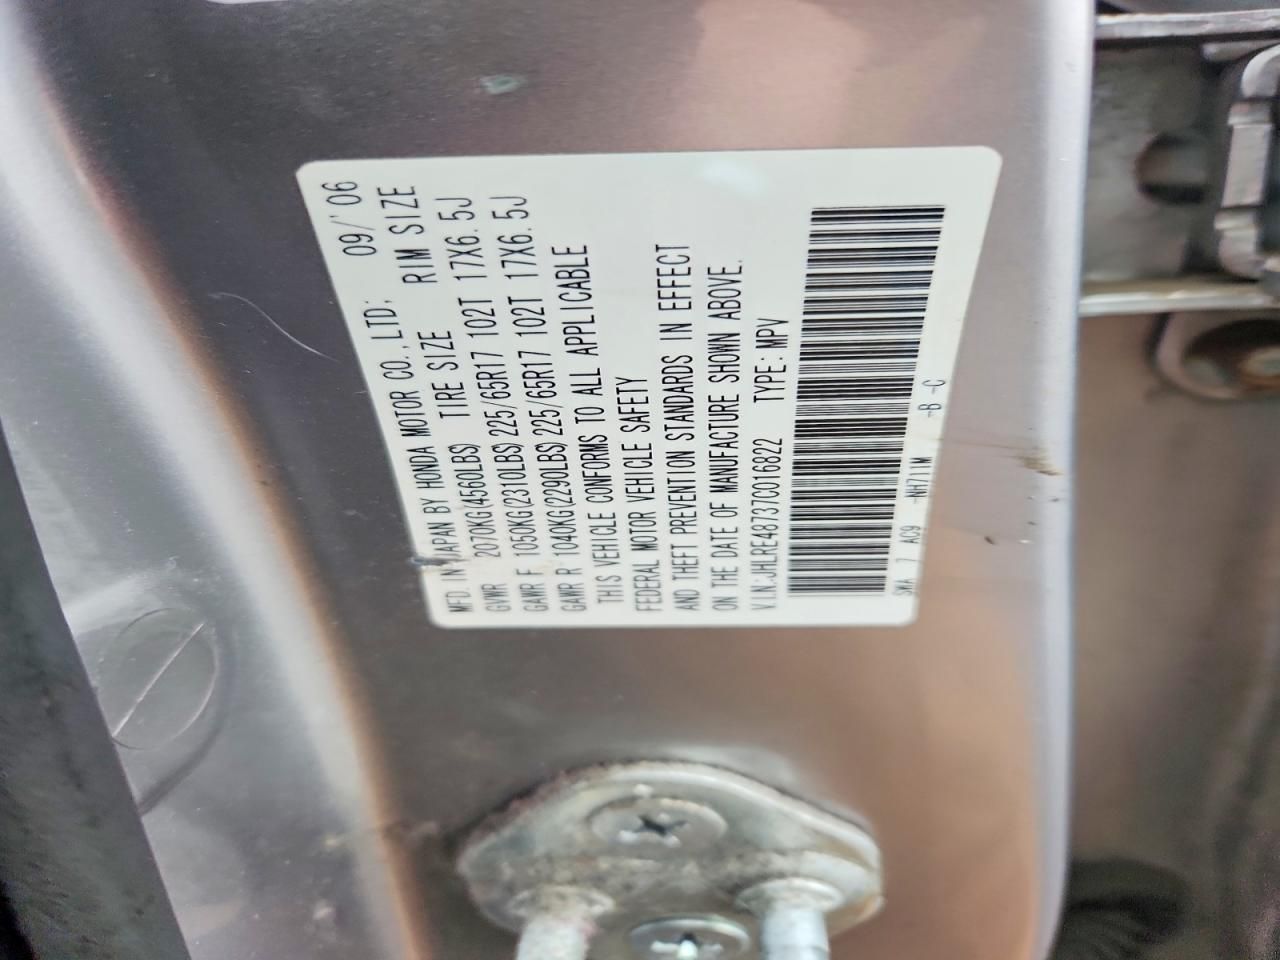 MFD. IN JAPAN BY HONDA MOTOR CO., LTD; 09/'06
TIRE SIZE RIM SIZE
GVWR 2070KG(4560LBS)
GAWR F 1050KG(2310LBS) 225/65R17 102T 17X6.5J
GAWR R 1040KG(2290LBS) 225/65R17 102T 17X6.5J
THIS VEHICLE CONFORMS TO ALL APPLICABLE
FEDERAL MOTOR VEHICLE SAFETY
AND THEFT PREVENTION STANDARDS IN EFFECT
ON THE DATE OF MANUFACTURE SHOWN ABOVE.
V.I.N:JHLRE48737C016822 TYPE: MPV
SWA 7 A09 -NH711M -B -C